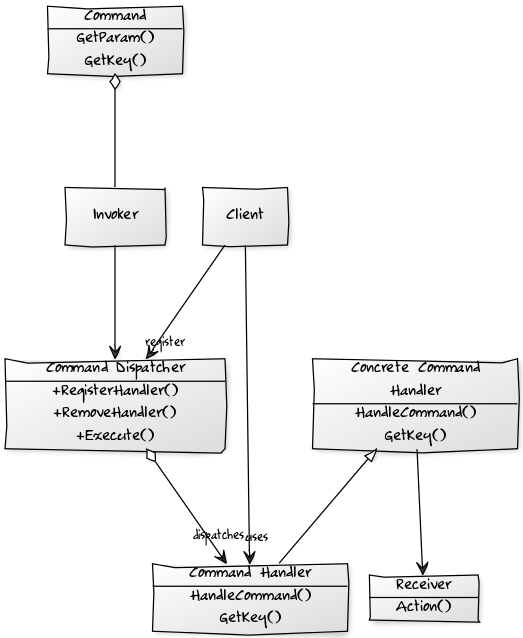 Command
GetParam()
GetKey()
Invoker
Client
register
Command Dispatcher
+RegisterHandler()
+RemoveHandler()
+Execute()
Concrete Command
Handler
HandleCommand()
GetKey()
dispatches
uses
Command Handler
HandleCommand()
GetKey()
Receiver
Action()